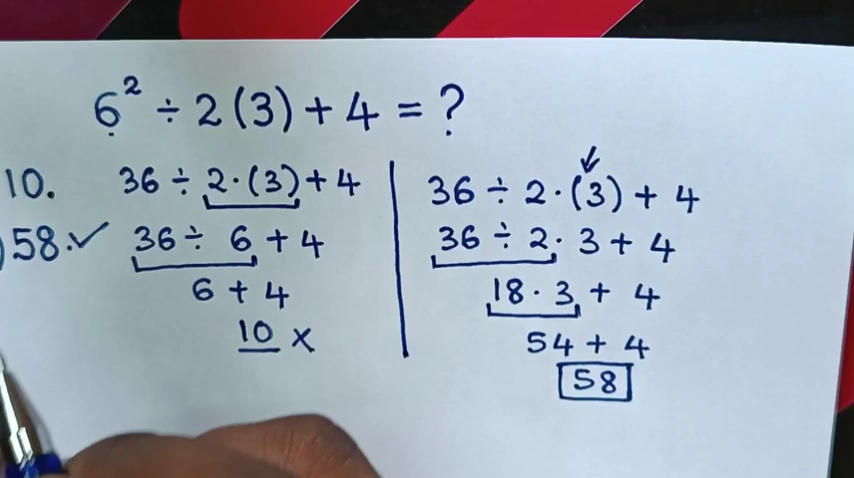 6² ÷ 2(3) + 4 = ?
10.
)58. ✓
36 ÷ 2·(3) + 4
36 ÷ 6 + 4
6 + 4
10 ×
36 ÷ 2·(3) + 4
36 ÷ 2·3 + 4
18·3 + 4
54 + 4
58